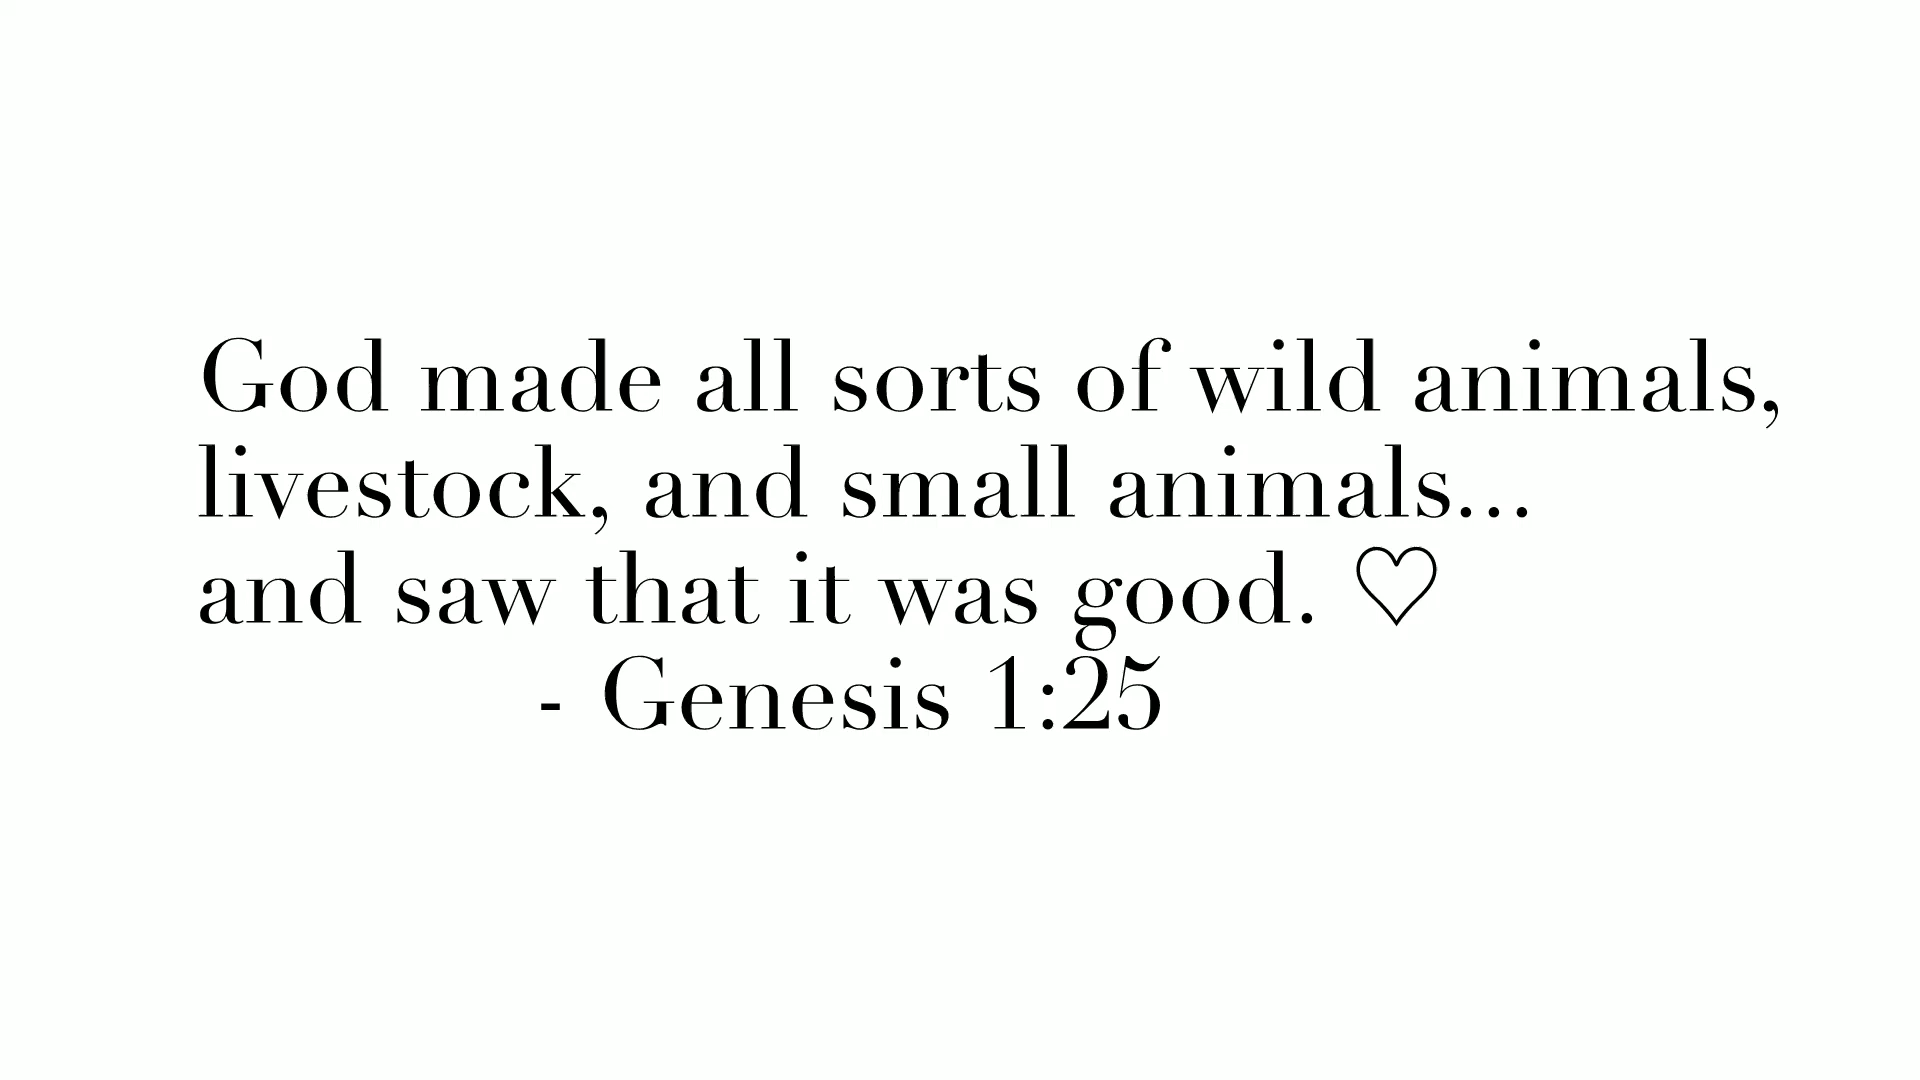 God made all sorts of wild animals,
livestock, and small animals...
and saw that it was good. ♡
- Genesis 1:25